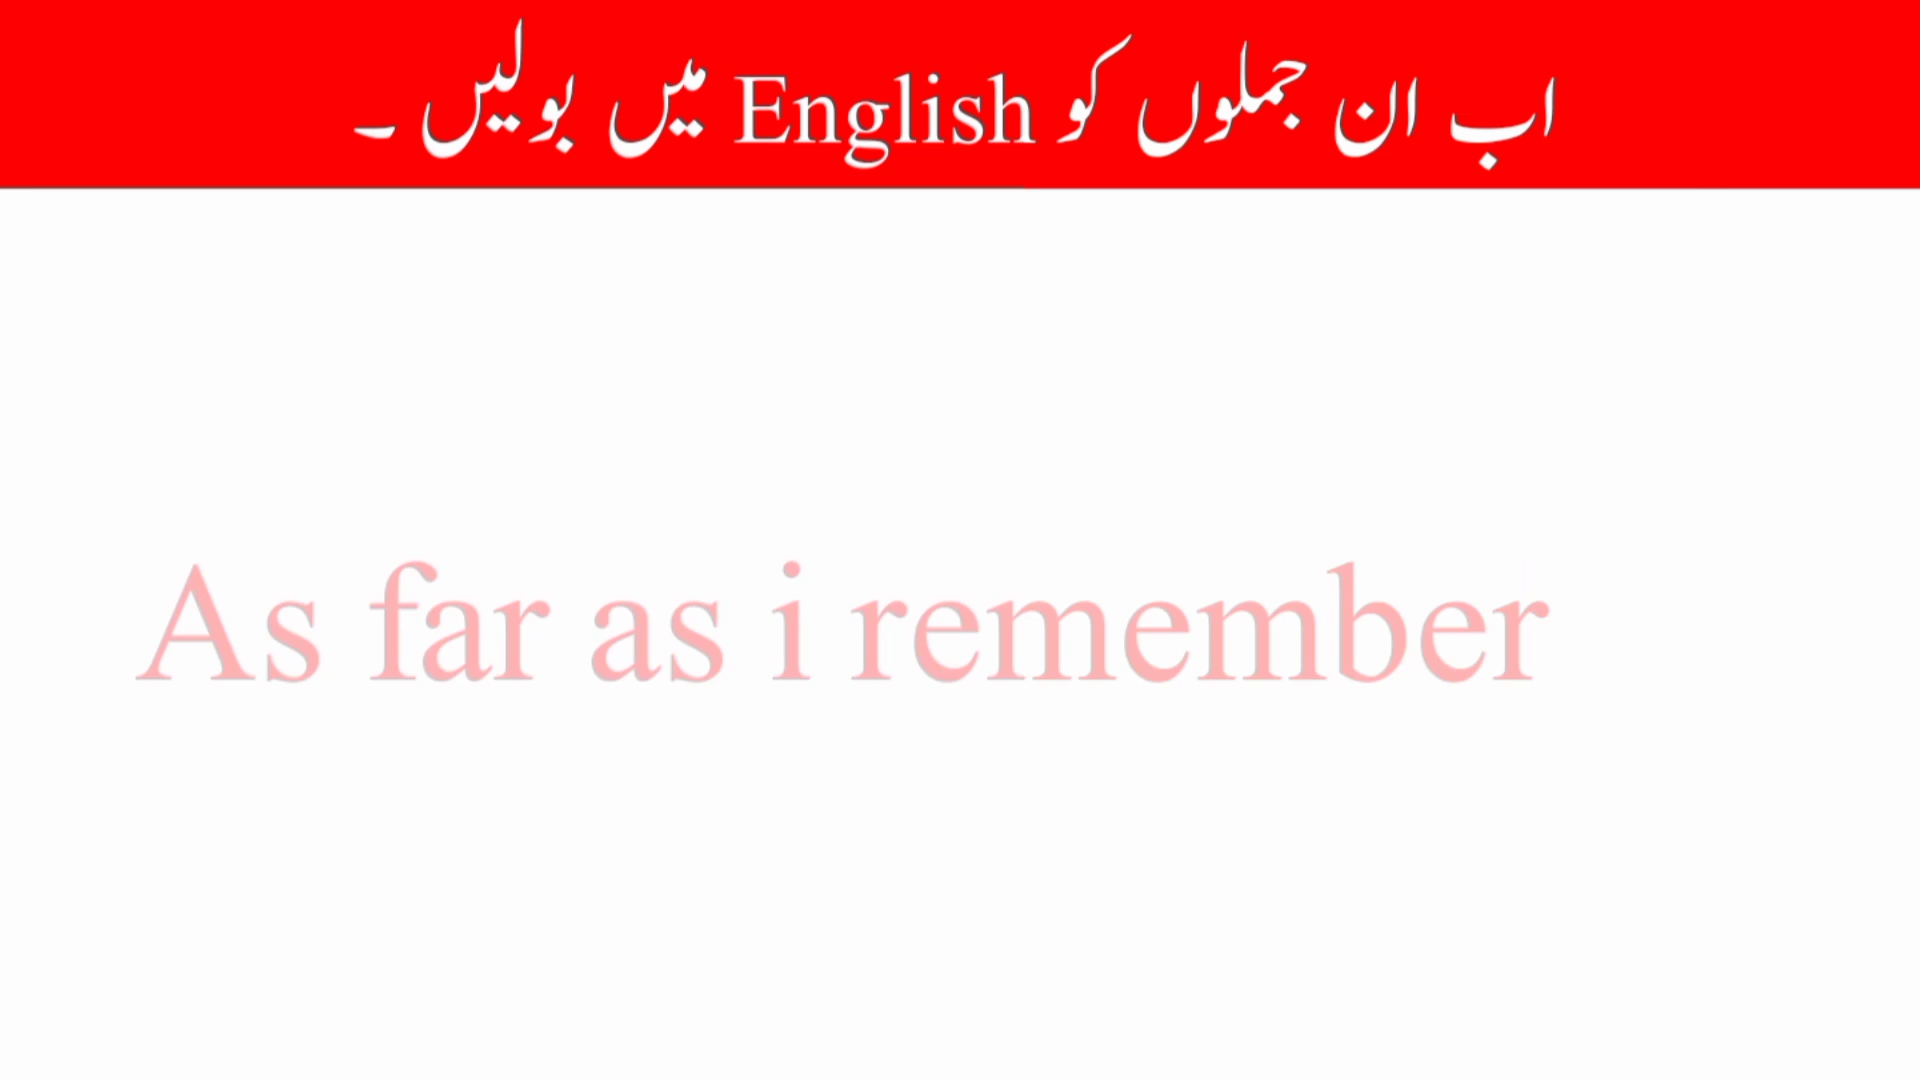 اب ان جملوں کو English میں بولیں ۔
As far as i remember